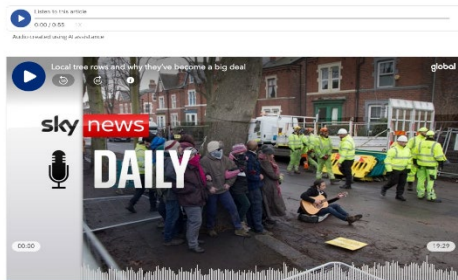 Listen to this article
0:00 / 0:55
Audio created using AI assistance
Local tree rows and why they've become a big deal
global
sky news
DAILY
00:00
19:29